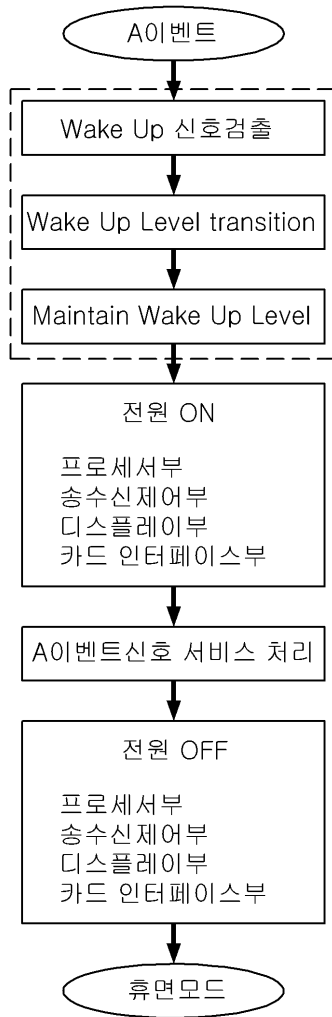 A이벤트
Wake Up 신호검출
Wake Up Level transition
Maintain Wake Up Level
전원 ON
프로세서부
송수신제어부
디스플레이부
카드 인터페이스부
A이벤트신호 서비스 처리
전원 OFF
프로세서부
송수신제어부
디스플레이부
카드 인터페이스부
휴면모드